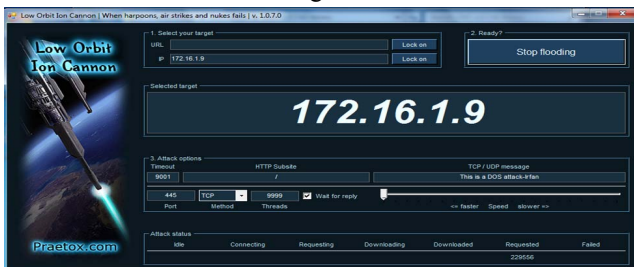 Low Orbit Ion Cannon | When harpoons, air strikes and nukes fails | v. 1.0.7.0
Low Orbit
Ion Cannon
Praetox.com
1. Select your target
URL
Lock on
IP 172.16.1.9 Lock on
2. Ready?
Stop flooding
Selected target
172.16.1.9
3. Attack options
Timeout HTTP Subsite TCP / UDP message
9001 / This is a DOS attack-Irfan
445 TCP 9999 Wait for reply
Port Method Threads <= faster Speed slower =>
Attack status
Idle Connecting Requesting Downloading Downloaded Requested Failed
229556